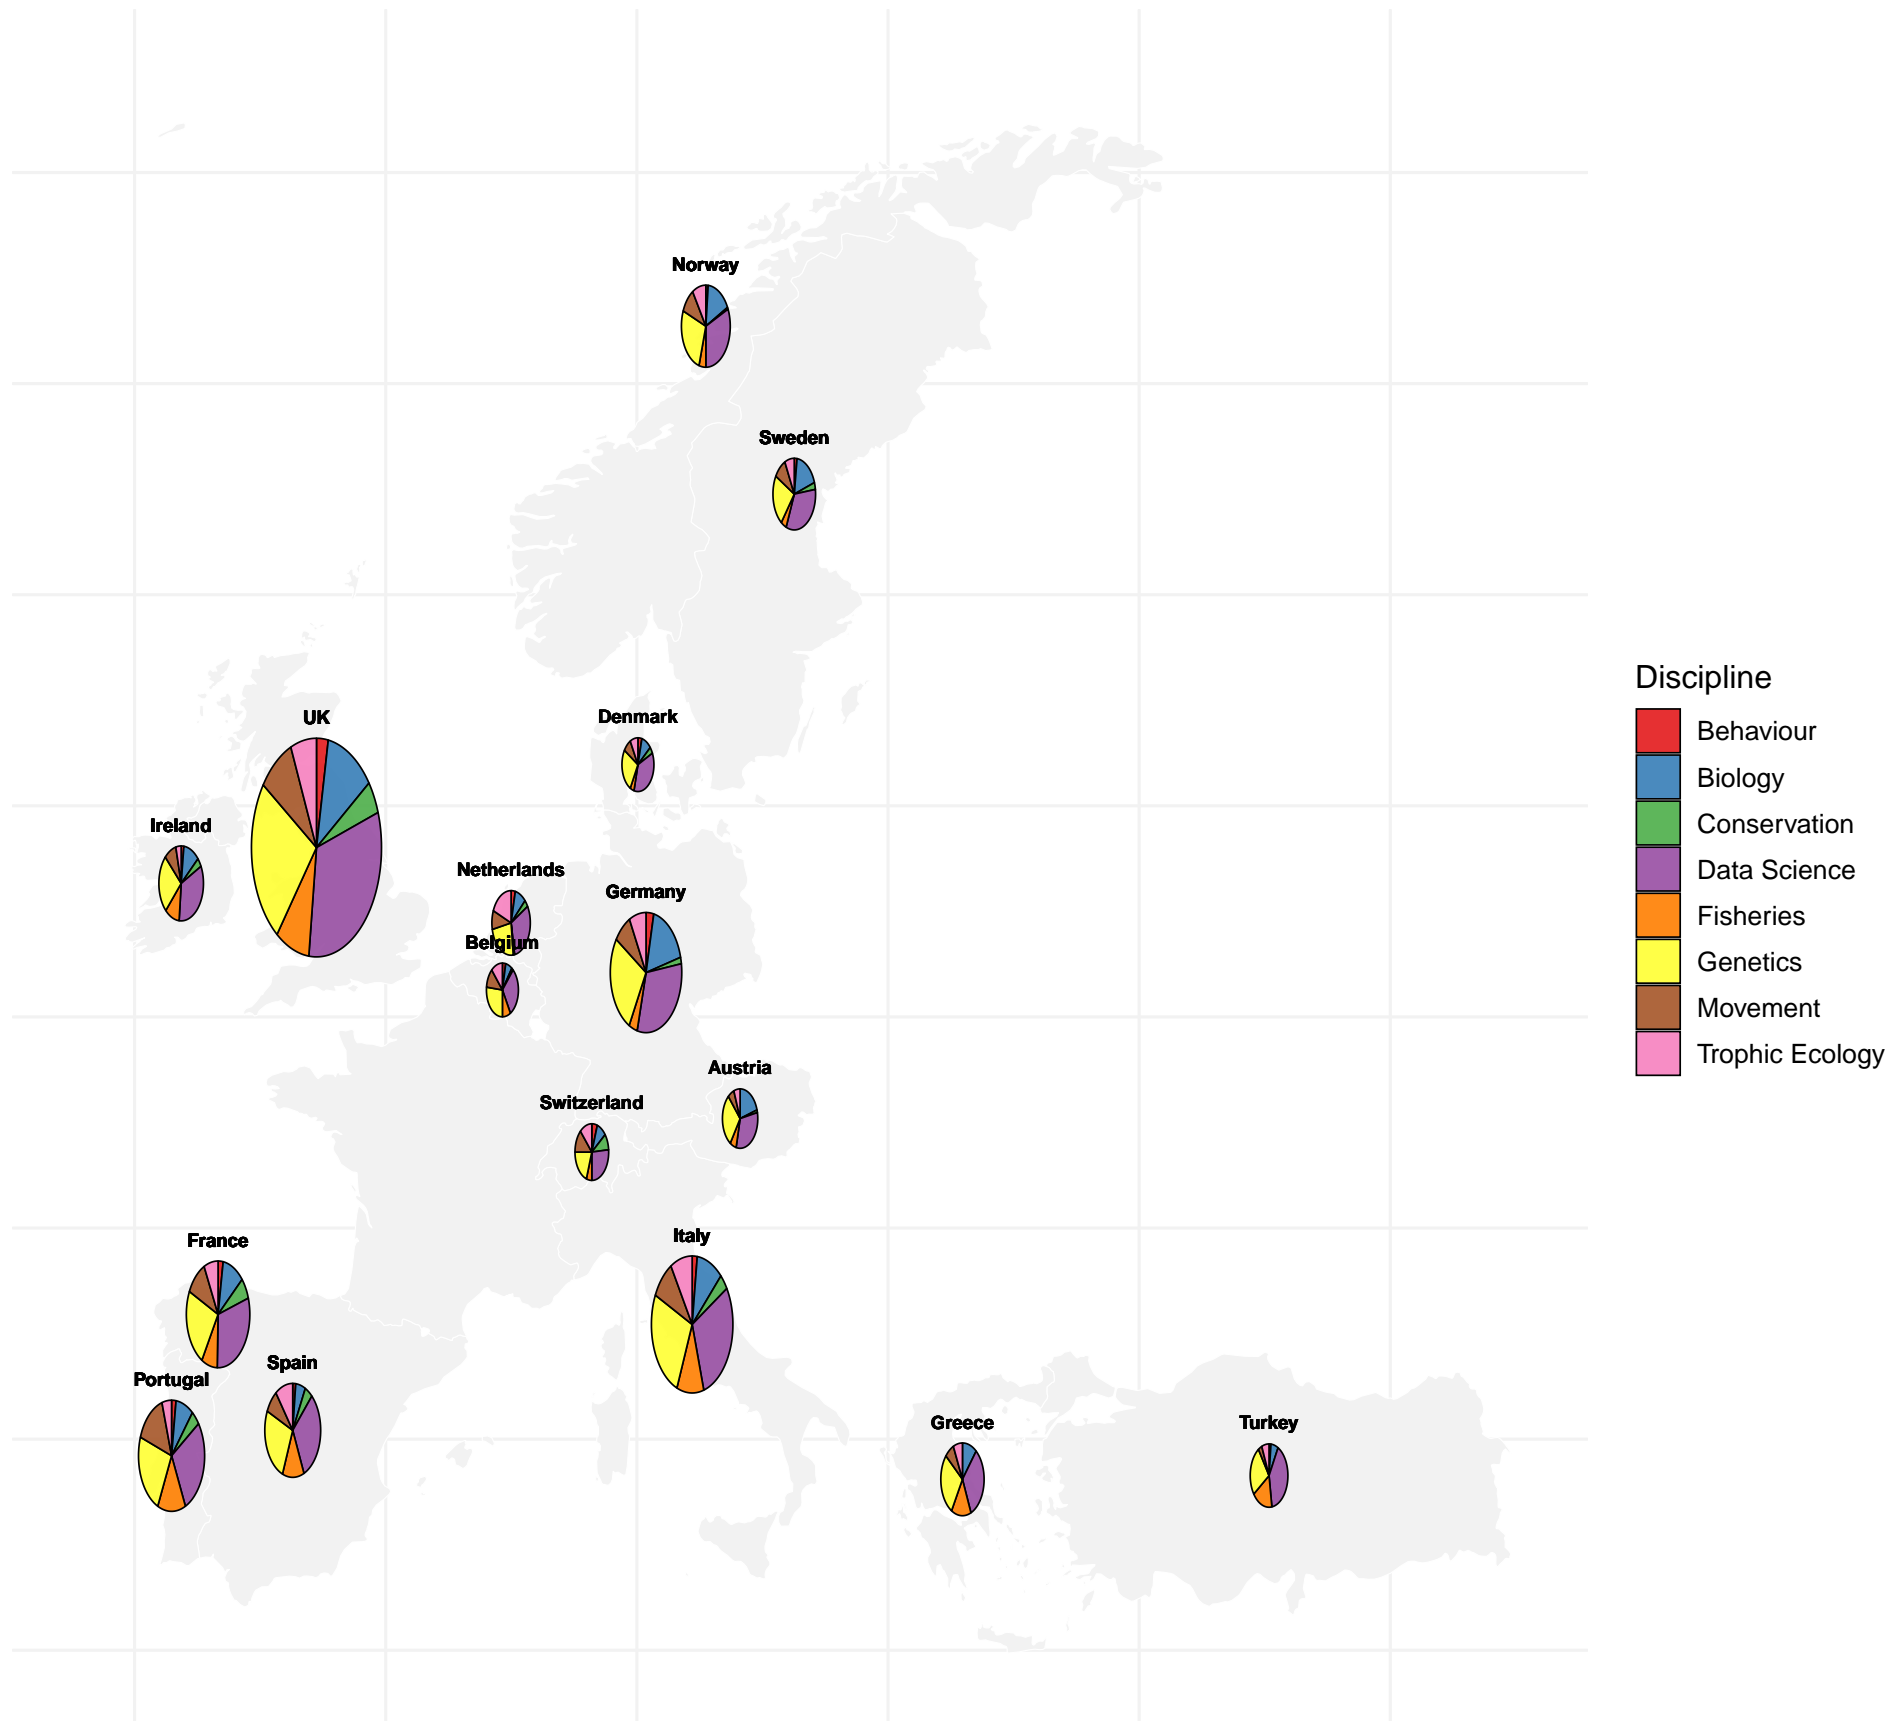 Norway
Sweden
UK
Denmark
Ireland
Netherlands
Germany
Belgium
Austria
Switzerland
France
Italy
Spain
Portugal
Greece
Turkey
Discipline
Behaviour
Biology
Conservation
Data Science
Fisheries
Genetics
Movement
Trophic Ecology